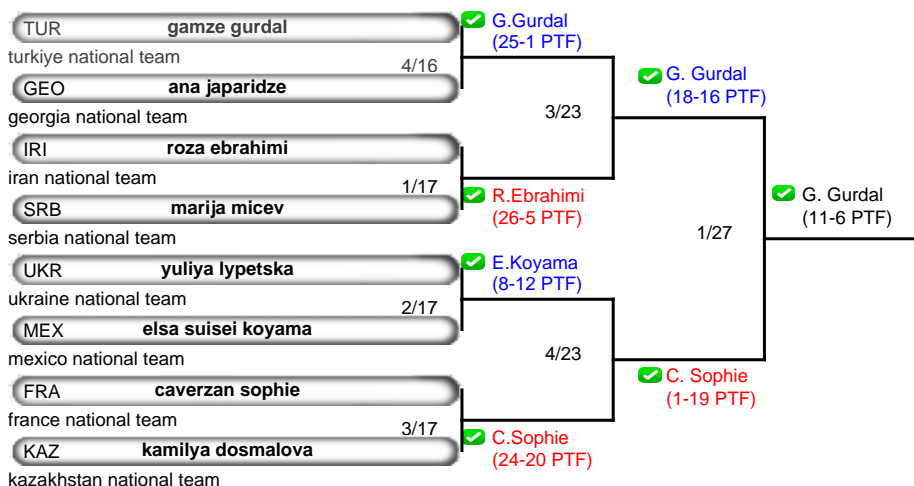 TUR gamze gurdal
turkiye national team
4/16
GEO ana japaridze
georgia national team
IRI roza ebrahimi
iran national team
1/17
SRB marija micev
serbia national team
UKR yuliya lypetska
ukraine national team
2/17
MEX elsa suisei koyama
mexico national team
FRA caverzan sophie
france national team
3/17
KAZ kamilya dosmalova
kazakhstan national team
G.Gurdal
(25-1 PTF)
3/23
R.Ebrahimi
(26-5 PTF)
E.Koyama
(8-12 PTF)
4/23
C.Sophie
(24-20 PTF)
G. Gurdal
(18-16 PTF)
1/27
C. Sophie
(1-19 PTF)
G. Gurdal
(11-6 PTF)